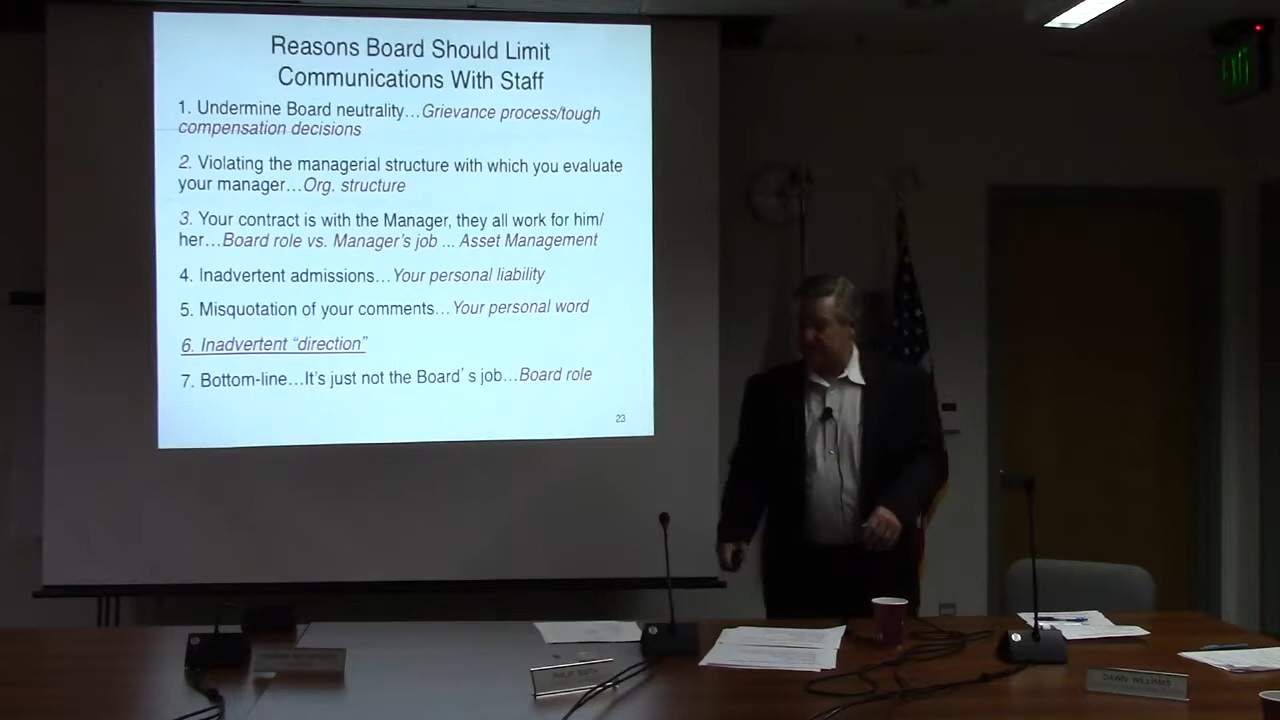 Reasons Board Should Limit
Communications With Staff
1. Undermine Board neutrality…Grievance process/tough
compensation decisions
2. Violating the managerial structure with which you evaluate
your manager…Org. structure
3. Your contract is with the Manager, they all work for him/
her…Board role vs. Manager's job ... Asset Management
4. Inadvertent admissions…Your personal liability
5. Misquotation of your comments…Your personal word
6. Inadvertent “direction”
7. Bottom-line…It's just not the Board's job…Board role
23
EXIT
DAWN WILLIAMS